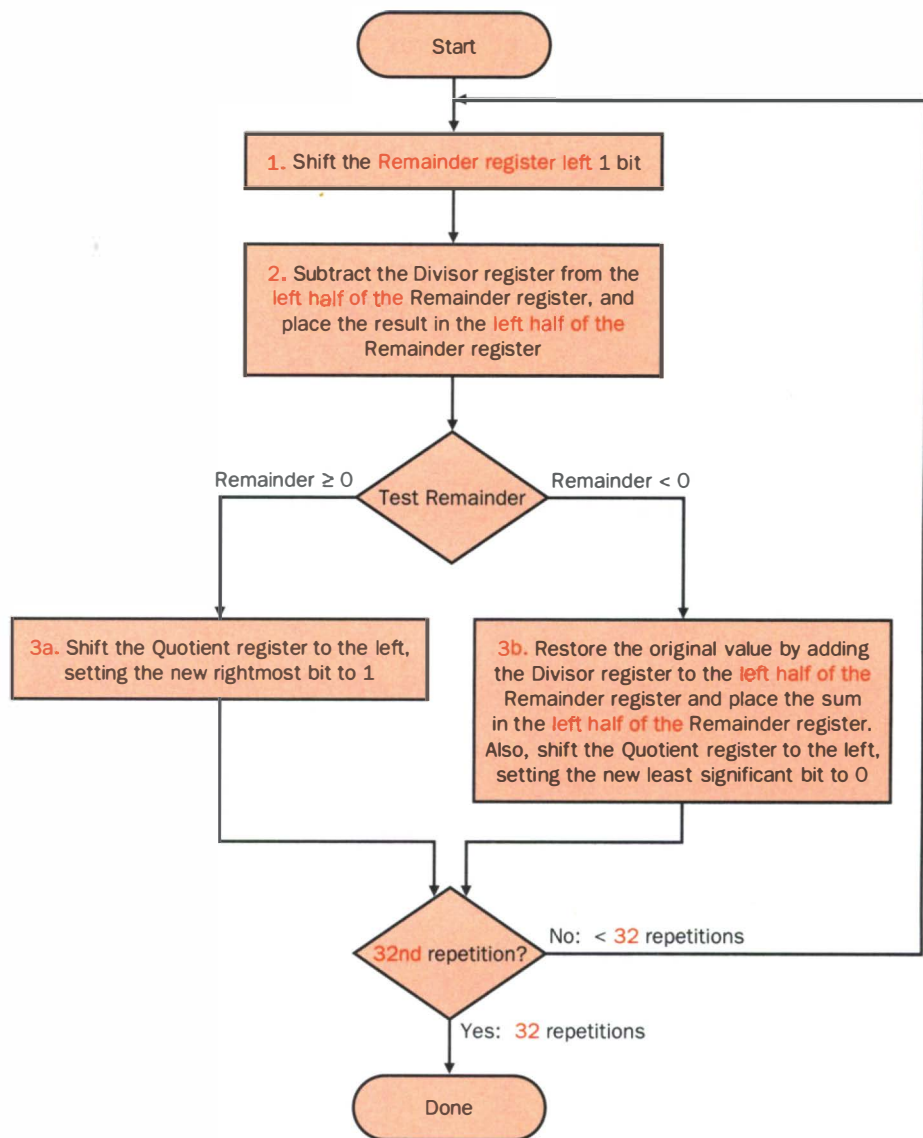 Start
1. Shift the Remainder register left 1 bit
2. Subtract the Divisor register from the
left half of the Remainder register, and
place the result in the left half of the
Remainder register
Remainder ≥ 0
Test Remainder
Remainder < 0
3a. Shift the Quotient register to the left,
setting the new rightmost bit to 1
3b. Restore the original value by adding
the Divisor register to the left half of the
Remainder register and place the sum
in the left half of the Remainder register.
Also, shift the Quotient register to the left,
setting the new least significant bit to 0
32nd repetition?
No: < 32 repetitions
Yes: 32 repetitions
Done